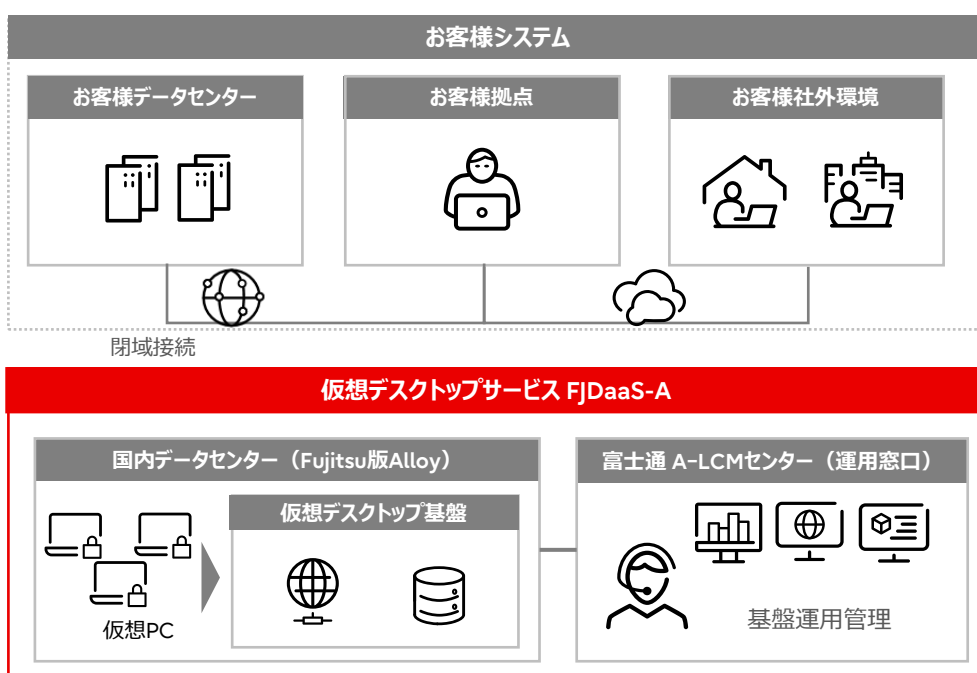 お客様システム
お客様データセンター
お客様拠点
お客様社外環境
閉域接続
仮想デスクトップサービス FJDaaS-A
国内データセンター（Fujitsu版Alloy）
富士通 A-LCMセンター（運用窓口）
仮想デスクトップ基盤
仮想PC
基盤運用管理